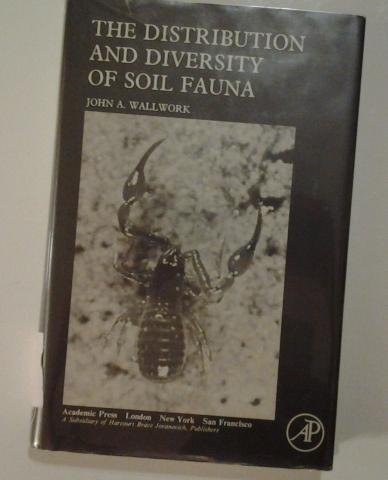 THE DISTRIBUTION
AND DIVERSITY
OF SOIL FAUNA
JOHN A. WALLWORK
Academic Press London New York San Francisco
A Subsidiary of Harcourt Brace Jovanovich, Publishers
AP